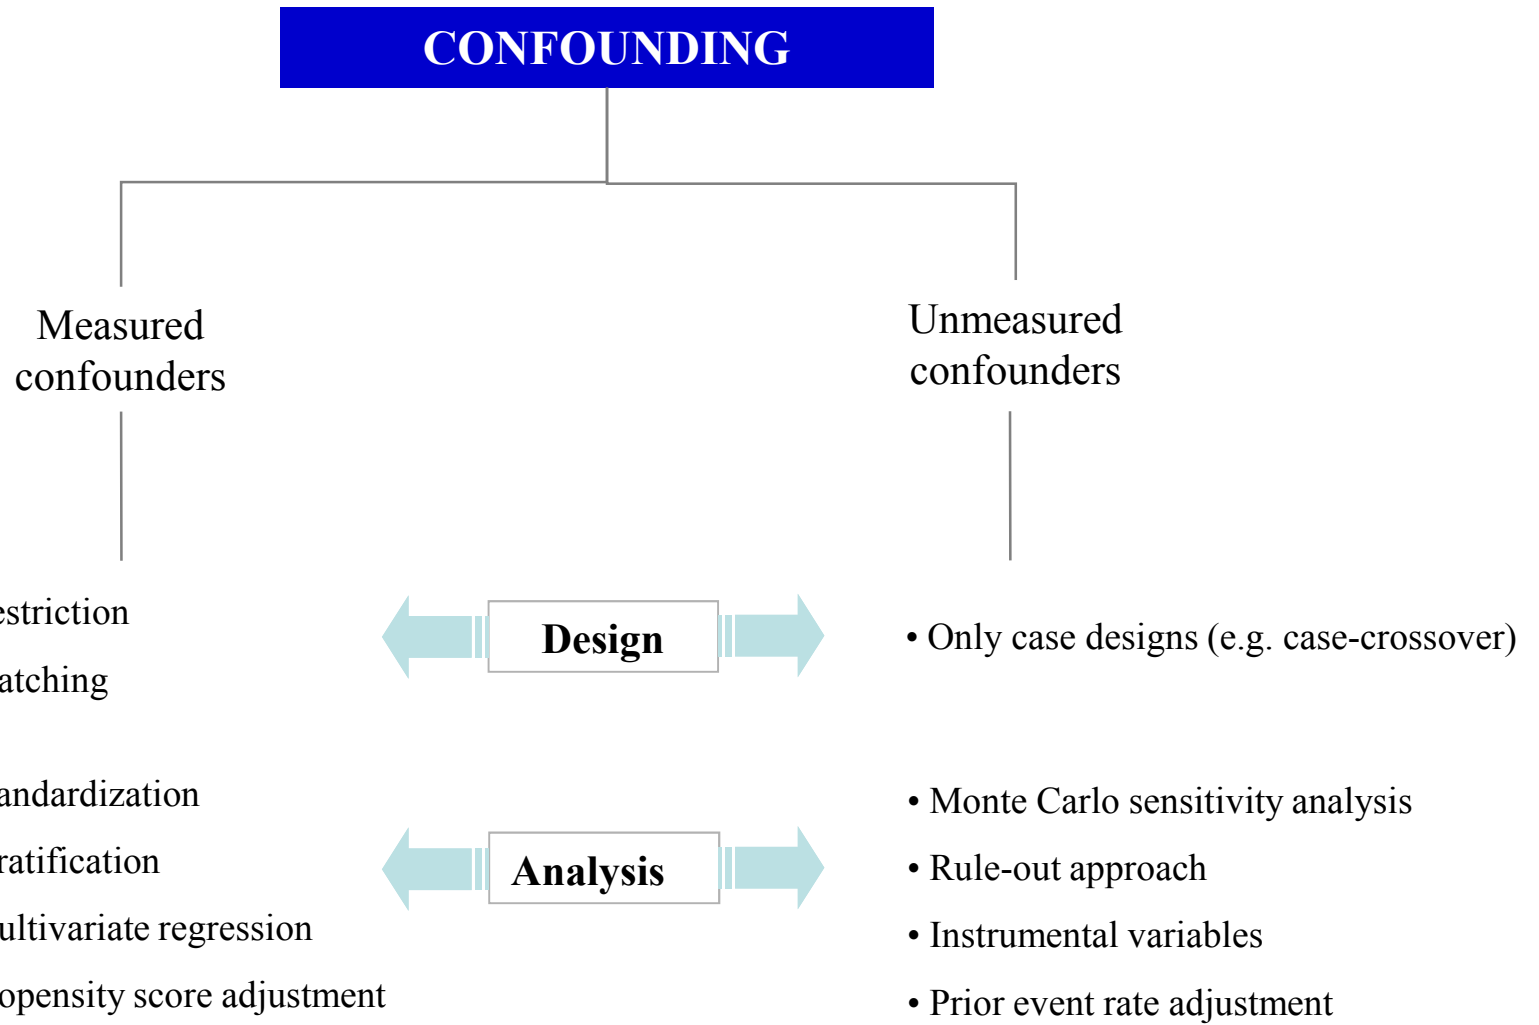 CONFOUNDING
Measured
confounders
Unmeasured
confounders
estriction
atching
Design
• Only case designs (e.g. case-crossover)
andardization
ratification
ultivariate regression
opensity score adjustment
Analysis
• Monte Carlo sensitivity analysis
• Rule-out approach
• Instrumental variables
• Prior event rate adjustment